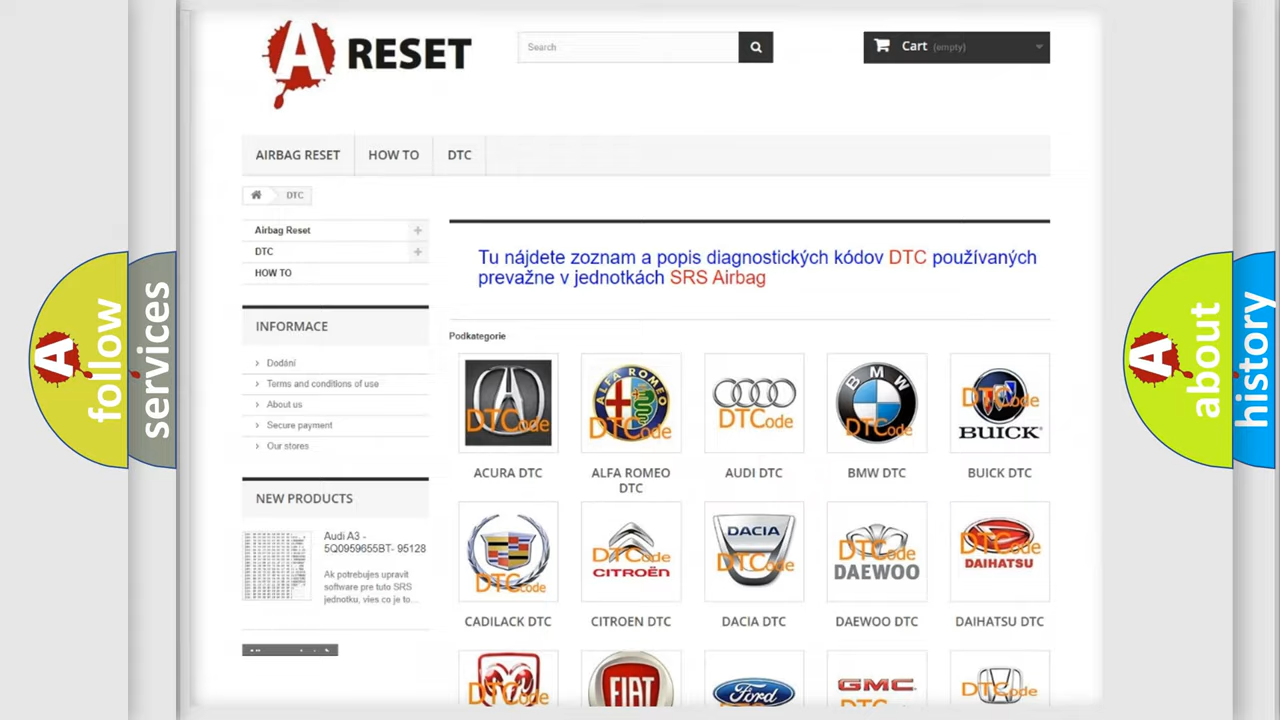 A RESET
Search
Cart (empty)
AIRBAG RESET
HOW TO
DTC
DTC
Airbag Reset
DTC
HOW TO
Tu nájdete zoznam a popis diagnostických kódov DTC používaných
prevažne v jednotkách SRS Airbag
INFORMACE
Dodání
Terms and conditions of use
About us
Secure payment
Our stores
NEW PRODUCTS
Audi A3 -
5Q0959655BT- 95128
Ak potrebujes upravit
software pre tuto SRS
jednotku, vies co je to...
Podkategorie
DTCode
ALFA ROMEO
DTCode
DTCode
BMW
DTCode
DTCode
BUICK
ACURA DTC
ALFA ROMEO
DTC
AUDI DTC
BMW DTC
BUICK DTC
DTCode
DTCode
CITROËN
DACIA
DTCode
DTCode
DAEWOO
DTCode
DAIHATSU
CADILACK DTC
CITROEN DTC
DACIA DTC
DAEWOO DTC
DAIHATSU DTC
DTCode
FIAT
Ford
GMC
DTCode
A follow
services
A about
history